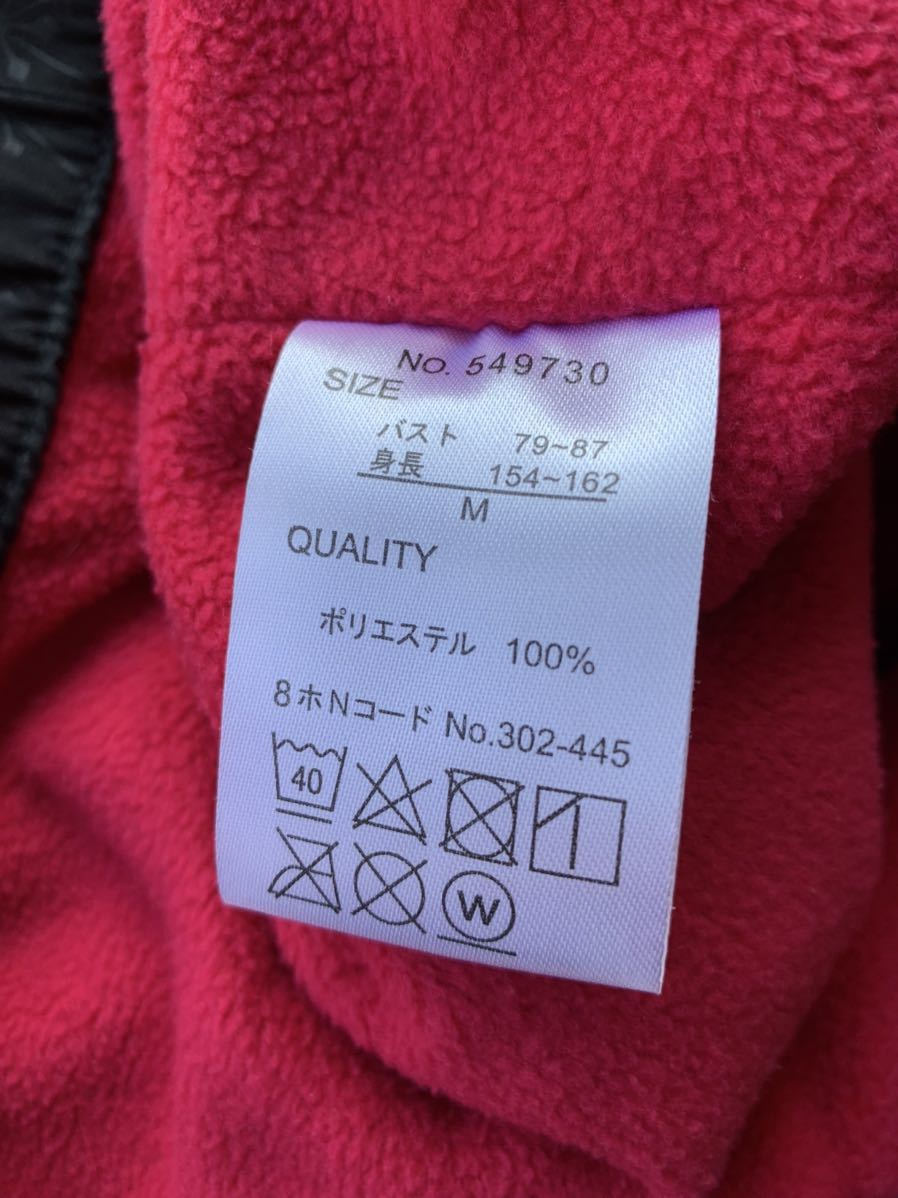 NO. 549730
SIZE
バスト 79~87
身長 154~162
M
QUALITY
ポリエステル 100%
8ホNコード No.302-445
40
W